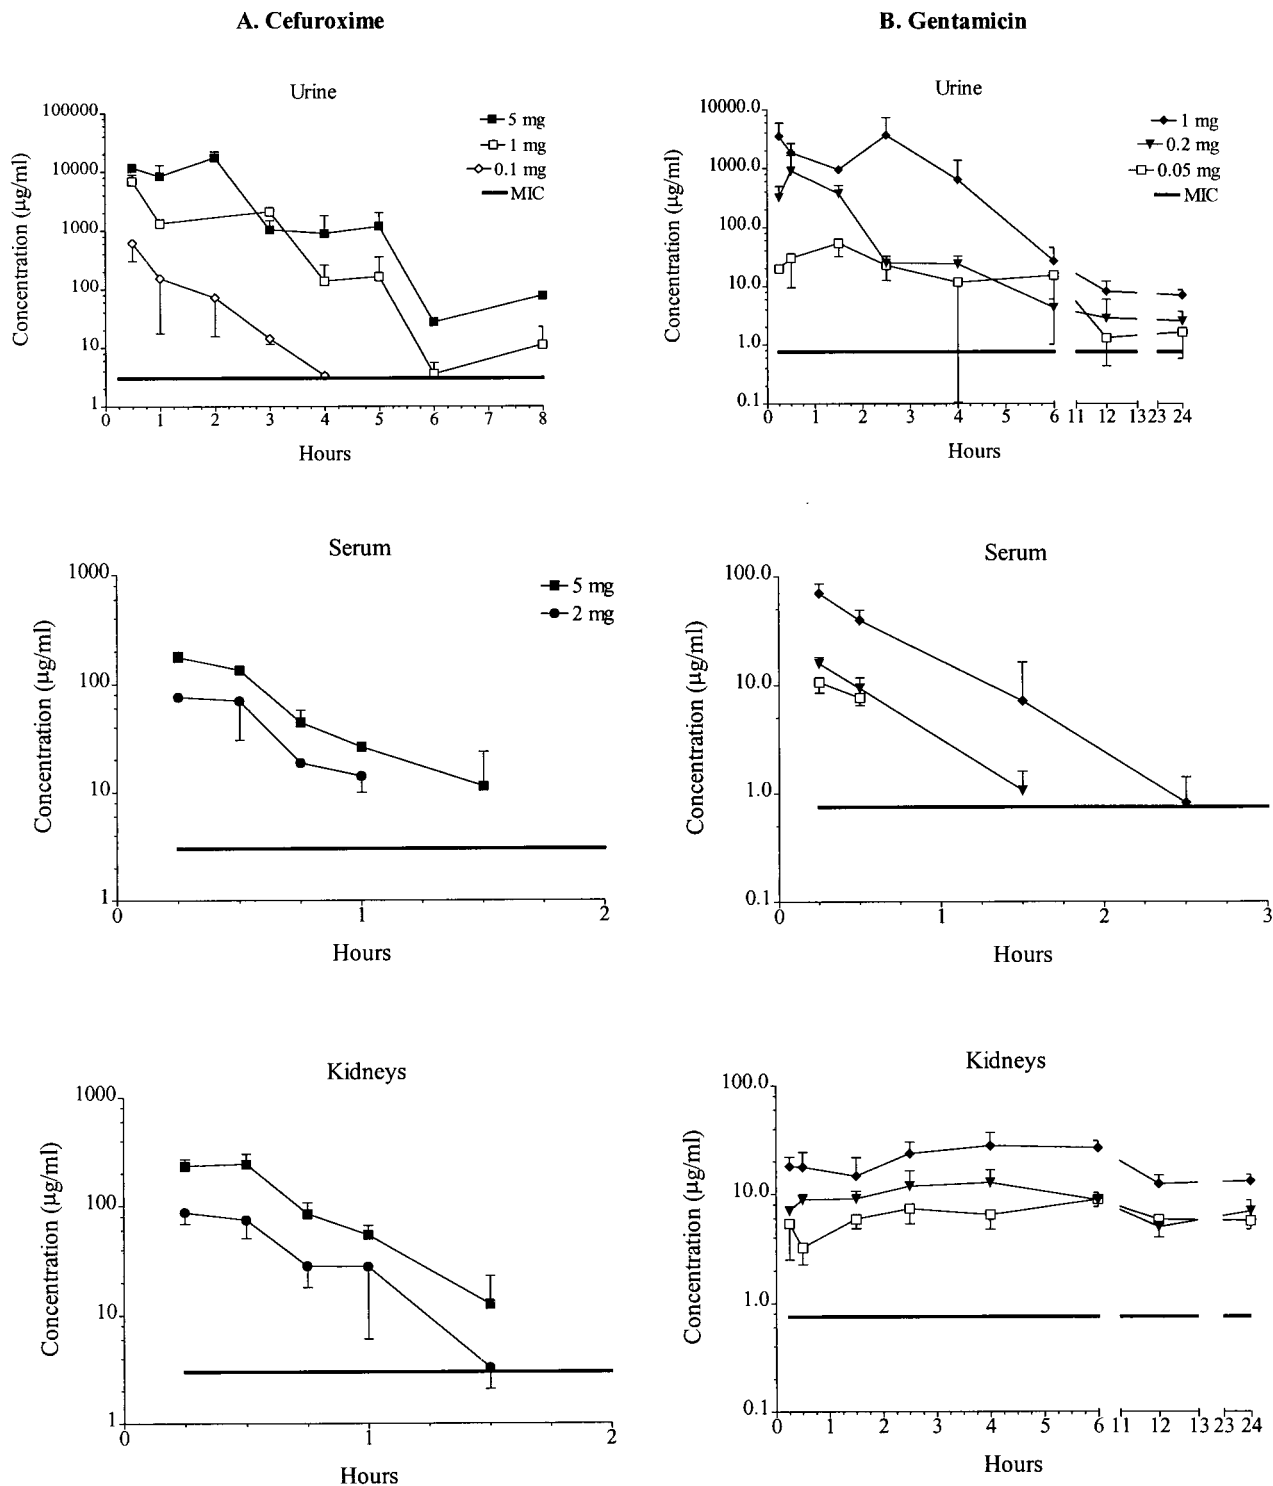 A. Cefuroxime
B. Gentamicin
Urine
5 mg
1 mg
0.1 mg
MIC
Concentration (µg/ml)
100000
10000
1000
100
10
1
0 1 2 3 4 5 6 7 8
Hours
Urine
1 mg
0.2 mg
0.05 mg
MIC
Concentration (µg/ml)
10000.0
1000.0
100.0
10.0
1.0
0.1
0 1 2 3 4 5 6 11 12 13 23 24
Hours
Serum
5 mg
2 mg
Concentration (µg/ml)
1000
100
10
1
0 1 2
Hours
Serum
Concentration (µg/ml)
100.0
10.0
1.0
0.1
0 1 2 3
Hours
Kidneys
Concentration (µg/ml)
1000
100
10
1
0 1 2
Hours
Kidneys
Concentration (µg/ml)
100.0
10.0
1.0
0.1
0 1 2 3 4 5 6 11 12 13 23 24
Hours